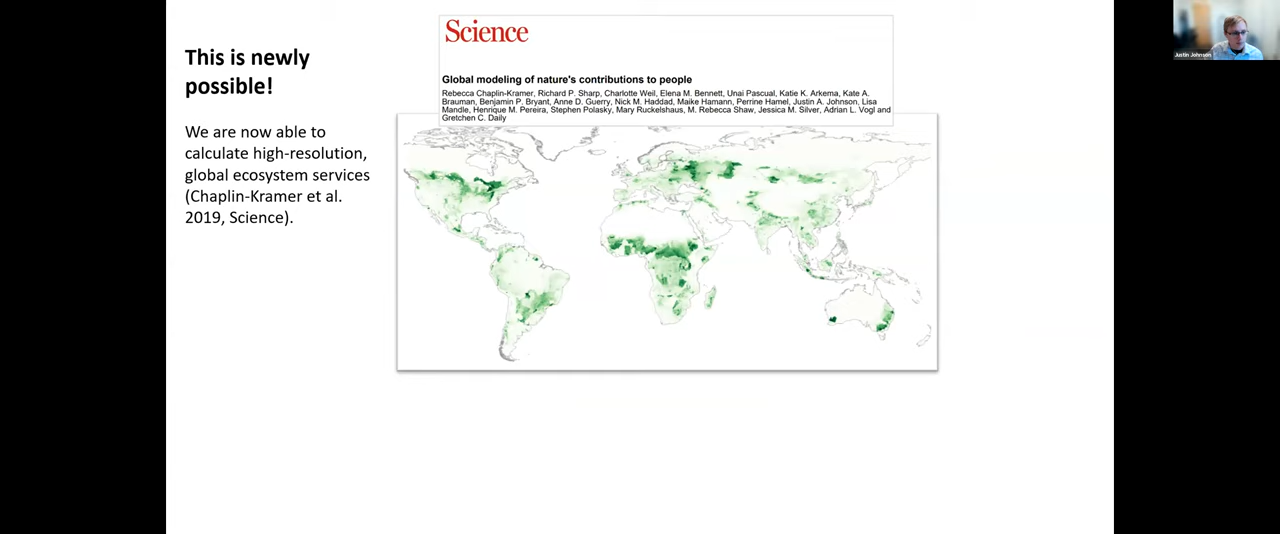 This is newly
possible!
We are now able to
calculate high-resolution,
global ecosystem services
(Chaplin-Kramer et al.
2019, Science).
Science
Global modeling of nature's contributions to people
Rebecca Chaplin-Kramer, Richard P. Sharp, Charlotte Weil, Elena M. Bennett, Unai Pascual, Katie K. Arkema, Kate A.
Brauman, Benjamin P. Bryant, Anne D. Guerry, Nick M. Haddad, Maike Hamann, Perrine Hamel, Justin A. Johnson, Lisa
Mandle, Henrique M. Pereira, Stephen Polasky, Mary Ruckelshaus, M. Rebecca Shaw, Jessica M. Silver, Adrian L. Vogl and
Gretchen C. Daily
Justin Johnson